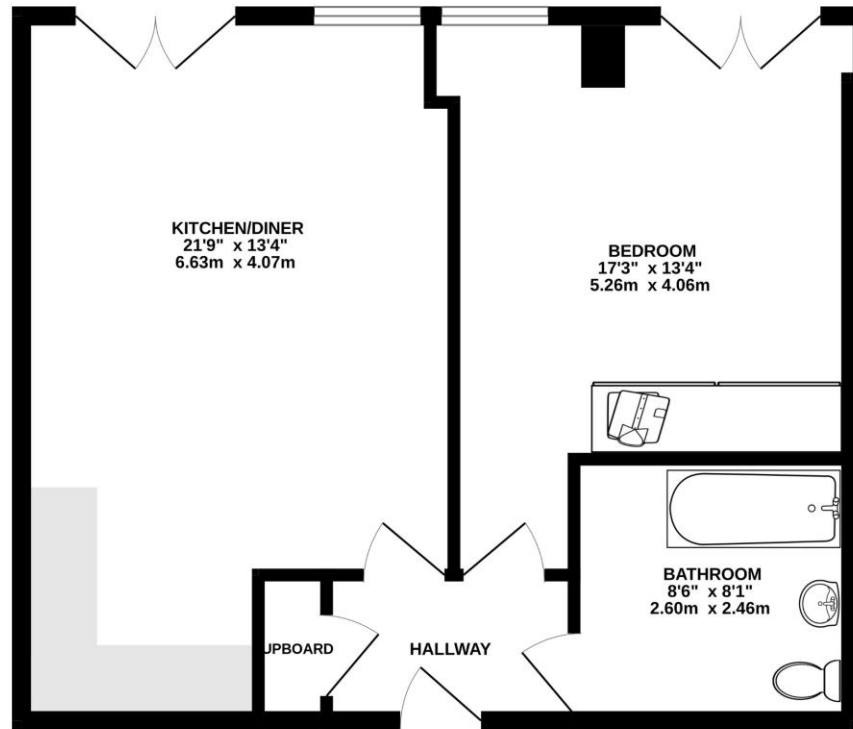 KITCHEN/DINER
21'9" x 13'4"
6.63m x 4.07m
BEDROOM
17'3" x 13'4"
5.26m x 4.06m
BATHROOM
8'6" x 8'1"
2.60m x 2.46m
UPBOARD
HALLWAY